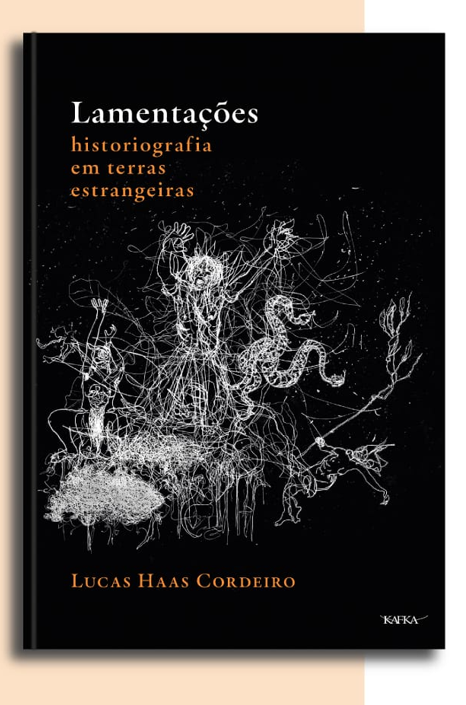 Lamentações
historiografia
em terras
estrangeiras
LUCAS HAAS CORDEIRO
KAFKA